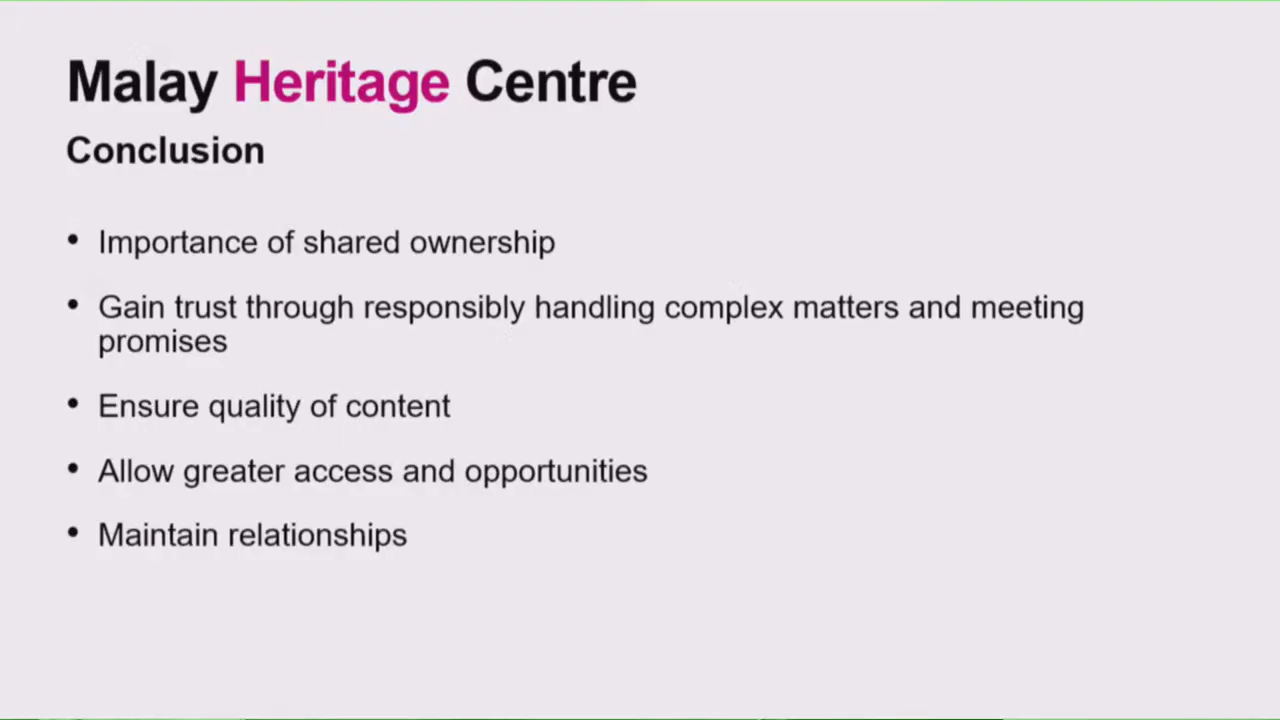 Malay Heritage Centre
Conclusion
• Importance of shared ownership
• Gain trust through responsibly handling complex matters and meeting
promises
• Ensure quality of content
• Allow greater access and opportunities
• Maintain relationships